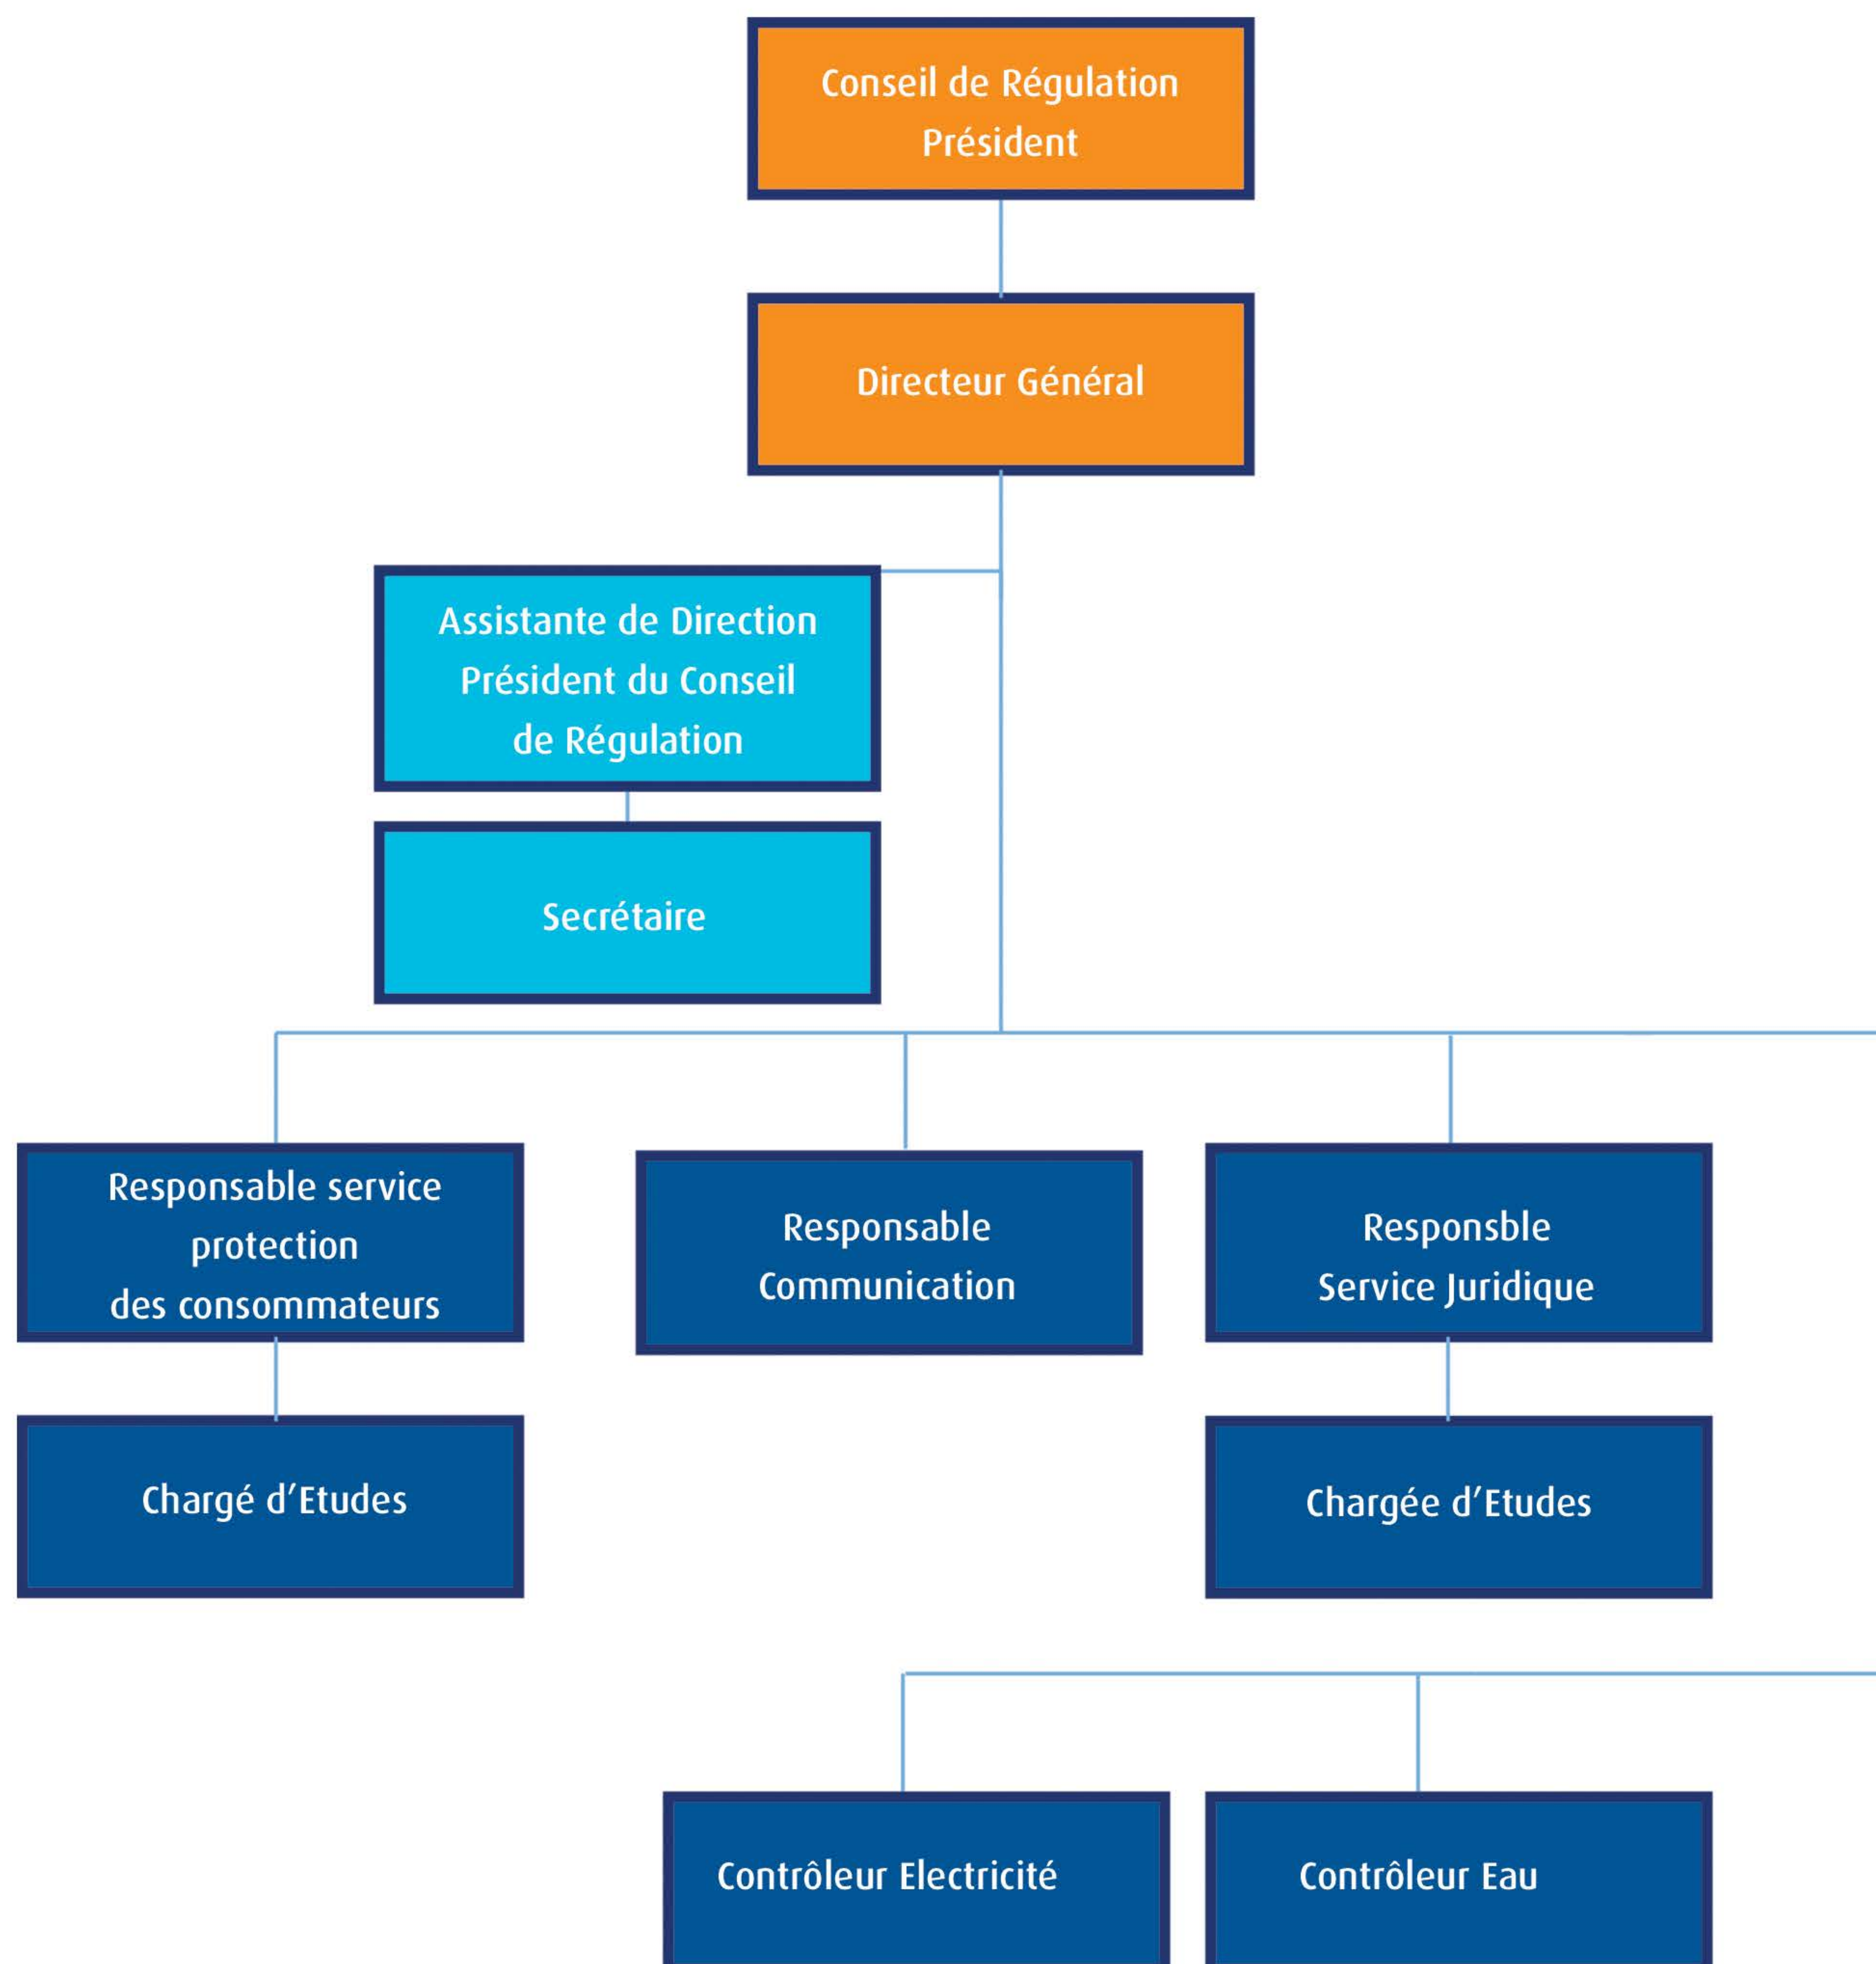 Conseil de Régulation
Président
Directeur Général
Assistante de Direction
Président du Conseil
de Régulation
Secrétaire
Responsable service
protection
des consommateurs
Responsable
Communication
Responsble
Service Juridique
Chargé d'Etudes
Chargée d'Etudes
Contrôleur Electricité
Contrôleur Eau